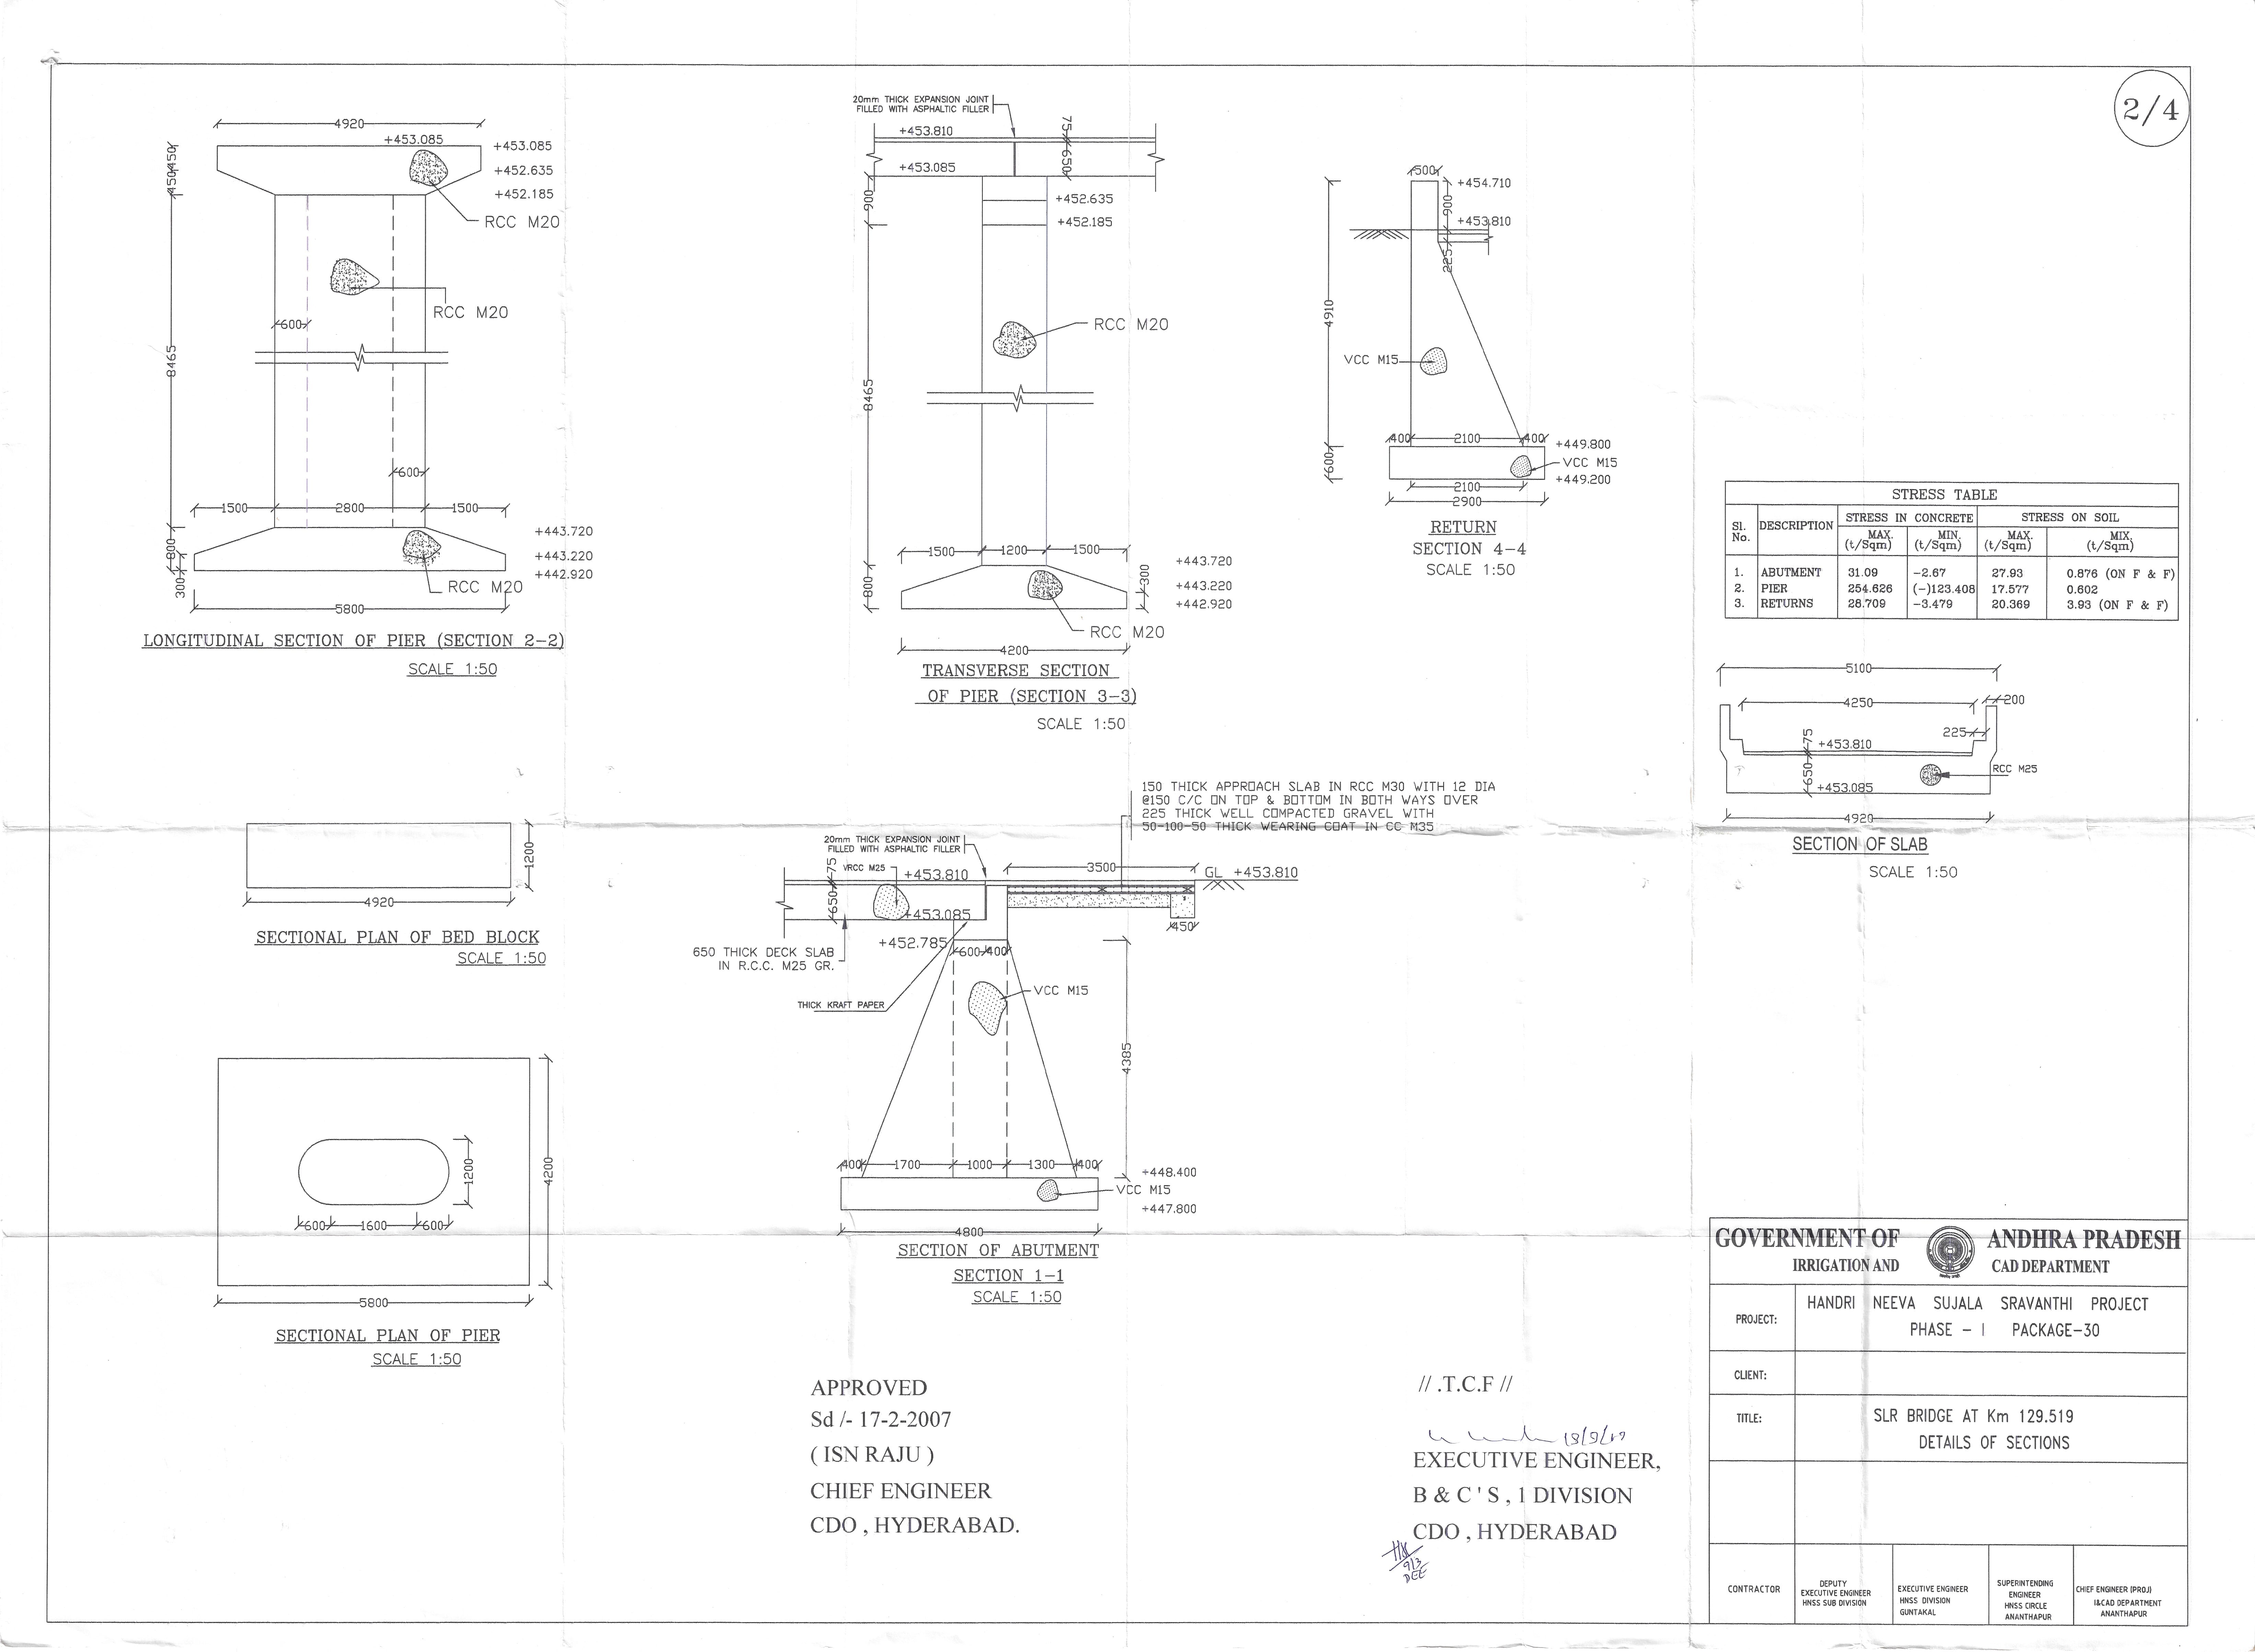 2/4
4920
+453.085
+453.085
+452.635
+452.185
450
450
RCC M20
RCC M20
600
8465
600
1500
2800
1500
+443.720
+443.220
+442.920
800
300
RCC M20
5800
LONGITUDINAL SECTION OF PIER (SECTION 2-2)
SCALE 1:50
20mm THICK EXPANSION JOINT
FILLED WITH ASPHALTIC FILLER
+453.810
75
650
+453.085
900
+452.635
+452.185
RCC M20
8465
1500
1200
1500
+443.720
+443.220
+442.920
800
300
RCC M20
4200
TRANSVERSE SECTION
OF PIER (SECTION 3-3)
SCALE 1:50
500
+454.710
900
+453.810
225
4910
VCC M15
400
2100
400
+449.800
VCC M15
+449.200
600
2100
2900
RETURN
SECTION 4-4
SCALE 1:50
STRESS TABLE
Sl. No. DESCRIPTION STRESS IN CONCRETE STRESS ON SOIL
MAX. (t/Sqm) MIN. (t/Sqm) MAX. (t/Sqm) MIX. (t/Sqm)
1. ABUTMENT 31.09 -2.67 27.93 0.876 (ON F & F)
2. PIER 254.626 (-)123.408 17.577 0.602
3. RETURNS 28.709 -3.479 20.369 3.93 (ON F & F)
5100
4250
200
225
75
+453.810
650
+453.085
RCC M25
4920
SECTION OF SLAB
SCALE 1:50
1200
4920
SECTIONAL PLAN OF BED BLOCK
SCALE 1:50
150 THICK APPROACH SLAB IN RCC M30 WITH 12 DIA
@150 C/C ON TOP & BOTTOM IN BOTH WAYS OVER
225 THICK WELL COMPACTED GRAVEL WITH
50-100-50 THICK WEARING COAT IN CC M35
20mm THICK EXPANSION JOINT
FILLED WITH ASPHALTIC FILLER
VRCC M25
75
+453.810
3500
GL +453.810
650
+453.085
450
+452.785
600
400
650 THICK DECK SLAB
IN R.C.C. M25 GR.
THICK KRAFT PAPER
VCC M15
4385
400
1700
1000
1300
400
+448.400
VCC M15
+447.800
4800
SECTION OF ABUTMENT
SECTION 1-1
SCALE 1:50
1200
4200
600
1600
600
5800
SECTIONAL PLAN OF PIER
SCALE 1:50
APPROVED
Sd /- 17-2-2007
( ISN RAJU )
CHIEF ENGINEER
CDO , HYDERABAD.
// .T.C.F //
EXECUTIVE ENGINEER,
B & C ' S , 1 DIVISION
CDO , HYDERABAD
9/3
DEE
GOVERNMENT OF ANDHRA PRADESH
IRRIGATION AND CAD DEPARTMENT
PROJECT: HANDRI NEEVA SUJALA SRAVANTHI PROJECT
PHASE - I PACKAGE-30
CLIENT:
TITLE: SLR BRIDGE AT Km 129.519
DETAILS OF SECTIONS
CONTRACTOR
DEPUTY
EXECUTIVE ENGINEER
HNSS SUB DIVISION
EXECUTIVE ENGINEER
HNSS DIVISION
GUNTAKAL
SUPERINTENDING
ENGINEER
HNSS CIRCLE
ANANTHAPUR
CHIEF ENGINEER (PROJ)
I&CAD DEPARTMENT
ANANTHAPUR